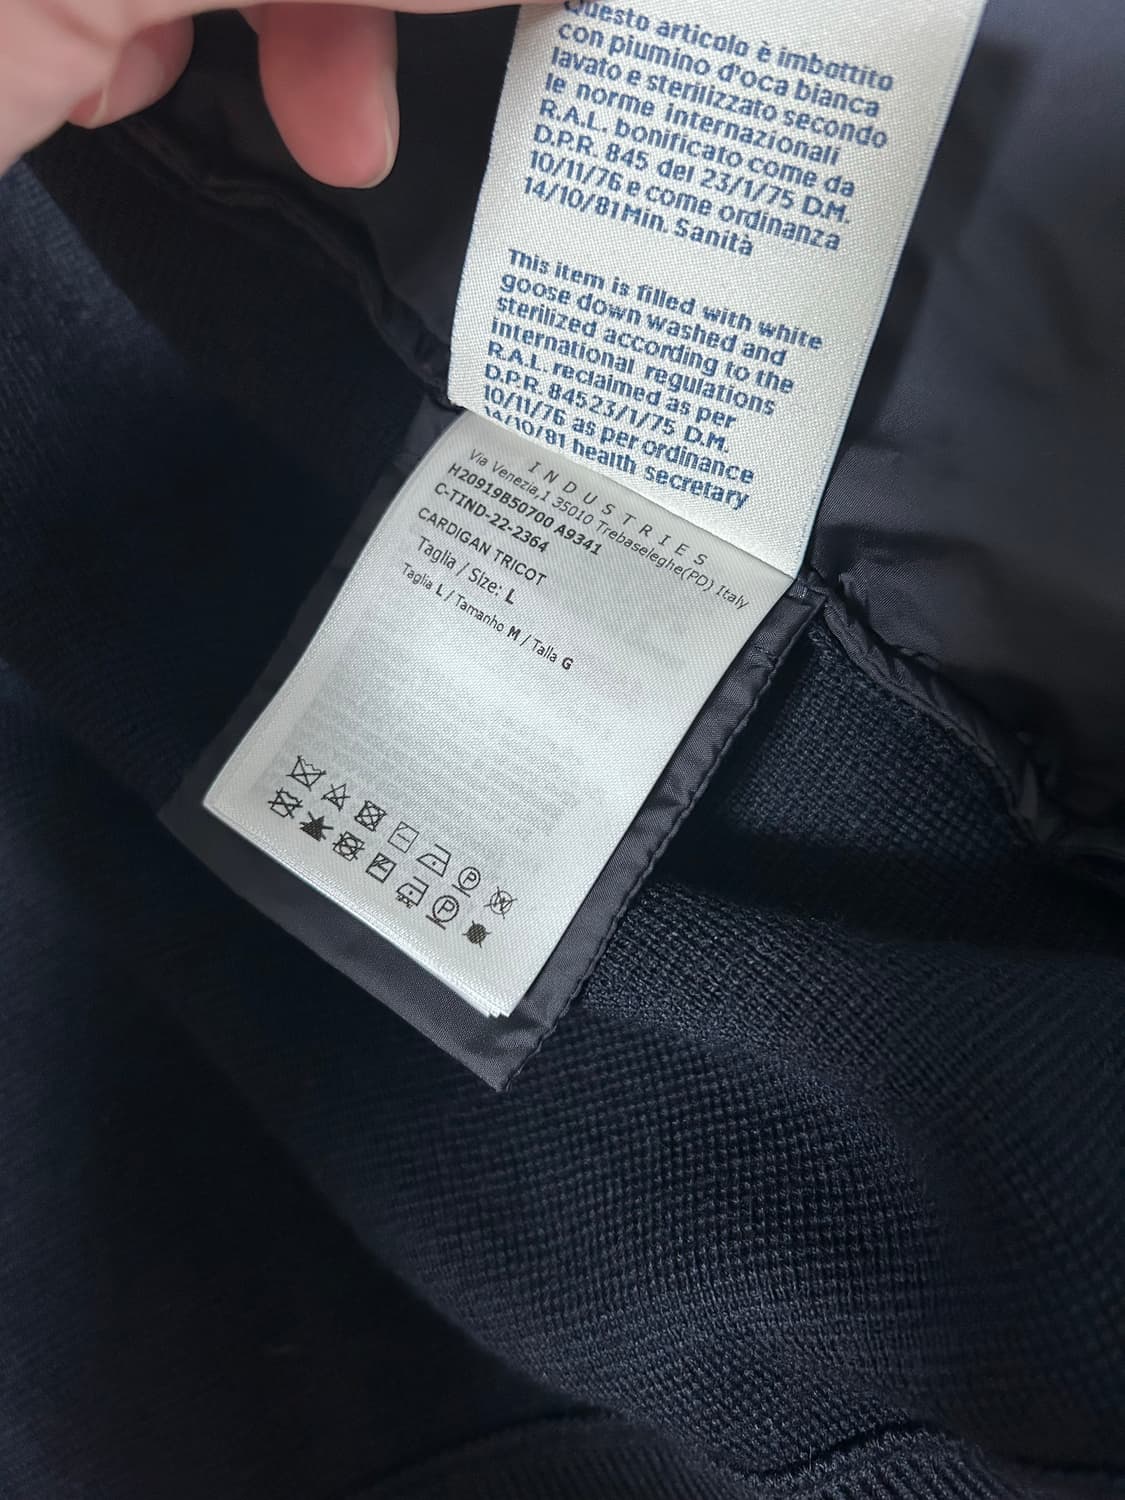 Questo articolo è imbottito
con piumino d'oca bianca
lavato e sterilizzato secondo
le norme internazionali
R.A.L. bonificato come da
D.P.R. 845 del 23/1/75 D.M.
10/11/76 e come ordinanza
14/10/81 Min. Sanità
This item is filled with white
goose down washed and
sterilized according to the
international regulations
R.A.L. reclaimed as per
D.P.R. 845 23/1/75 D.M.
10/11/76 as per ordinance
14/10/81 health secretary
INDUSTRIES
Via Venezia,1 35010 Trebaseleghe(PD) Italy
H20919B50700 A9341
C-TIND-22-2364
CARDIGAN TRICOT
Taglia / Size: L
Taglia L / Tamanho M / Talla G